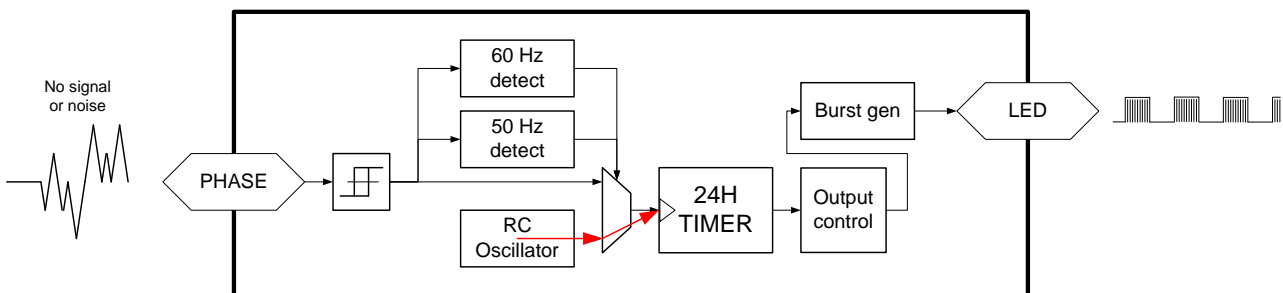 No signal
or noise
PHASE
60 Hz
detect
50 Hz
detect
RC
Oscillator
24H
TIMER
Output
control
Burst gen
LED